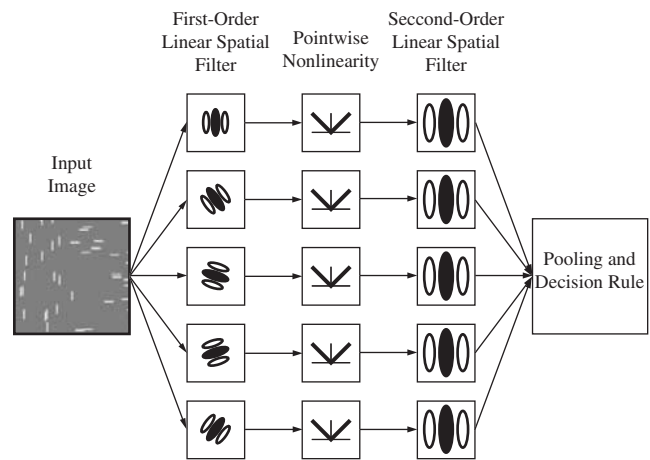 First-Order
Linear Spatial
Filter
Pointwise
Nonlinearity
Seccond-Order
Linear Spatial
Filter
Input
Image
Pooling and
Decision Rule